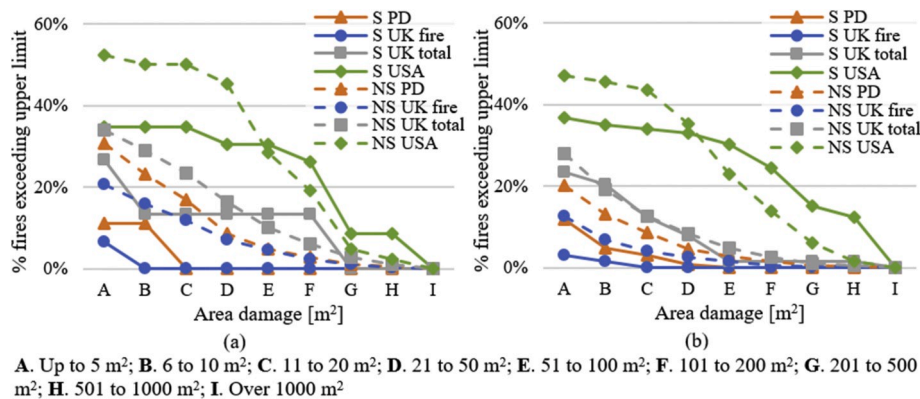 60%
40%
20%
0%
% fires exceeding upper limit
S PD
S UK fire
S UK total
S USA
NS PD
NS UK fire
NS UK total
NS USA
A B C D E F G H I
Area damage [m²]
(a)
60%
40%
20%
0%
% fires exceeding upper limit
S PD
S UK fire
S UK total
S USA
NS PD
NS UK fire
NS UK total
NS USA
A B C D E F G H I
Area damage [m²]
(b)
A. Up to 5 m²; B. 6 to 10 m²; C. 11 to 20 m²; D. 21 to 50 m²; E. 51 to 100 m²; F. 101 to 200 m²; G. 201 to 500
m²; H. 501 to 1000 m²; I. Over 1000 m²